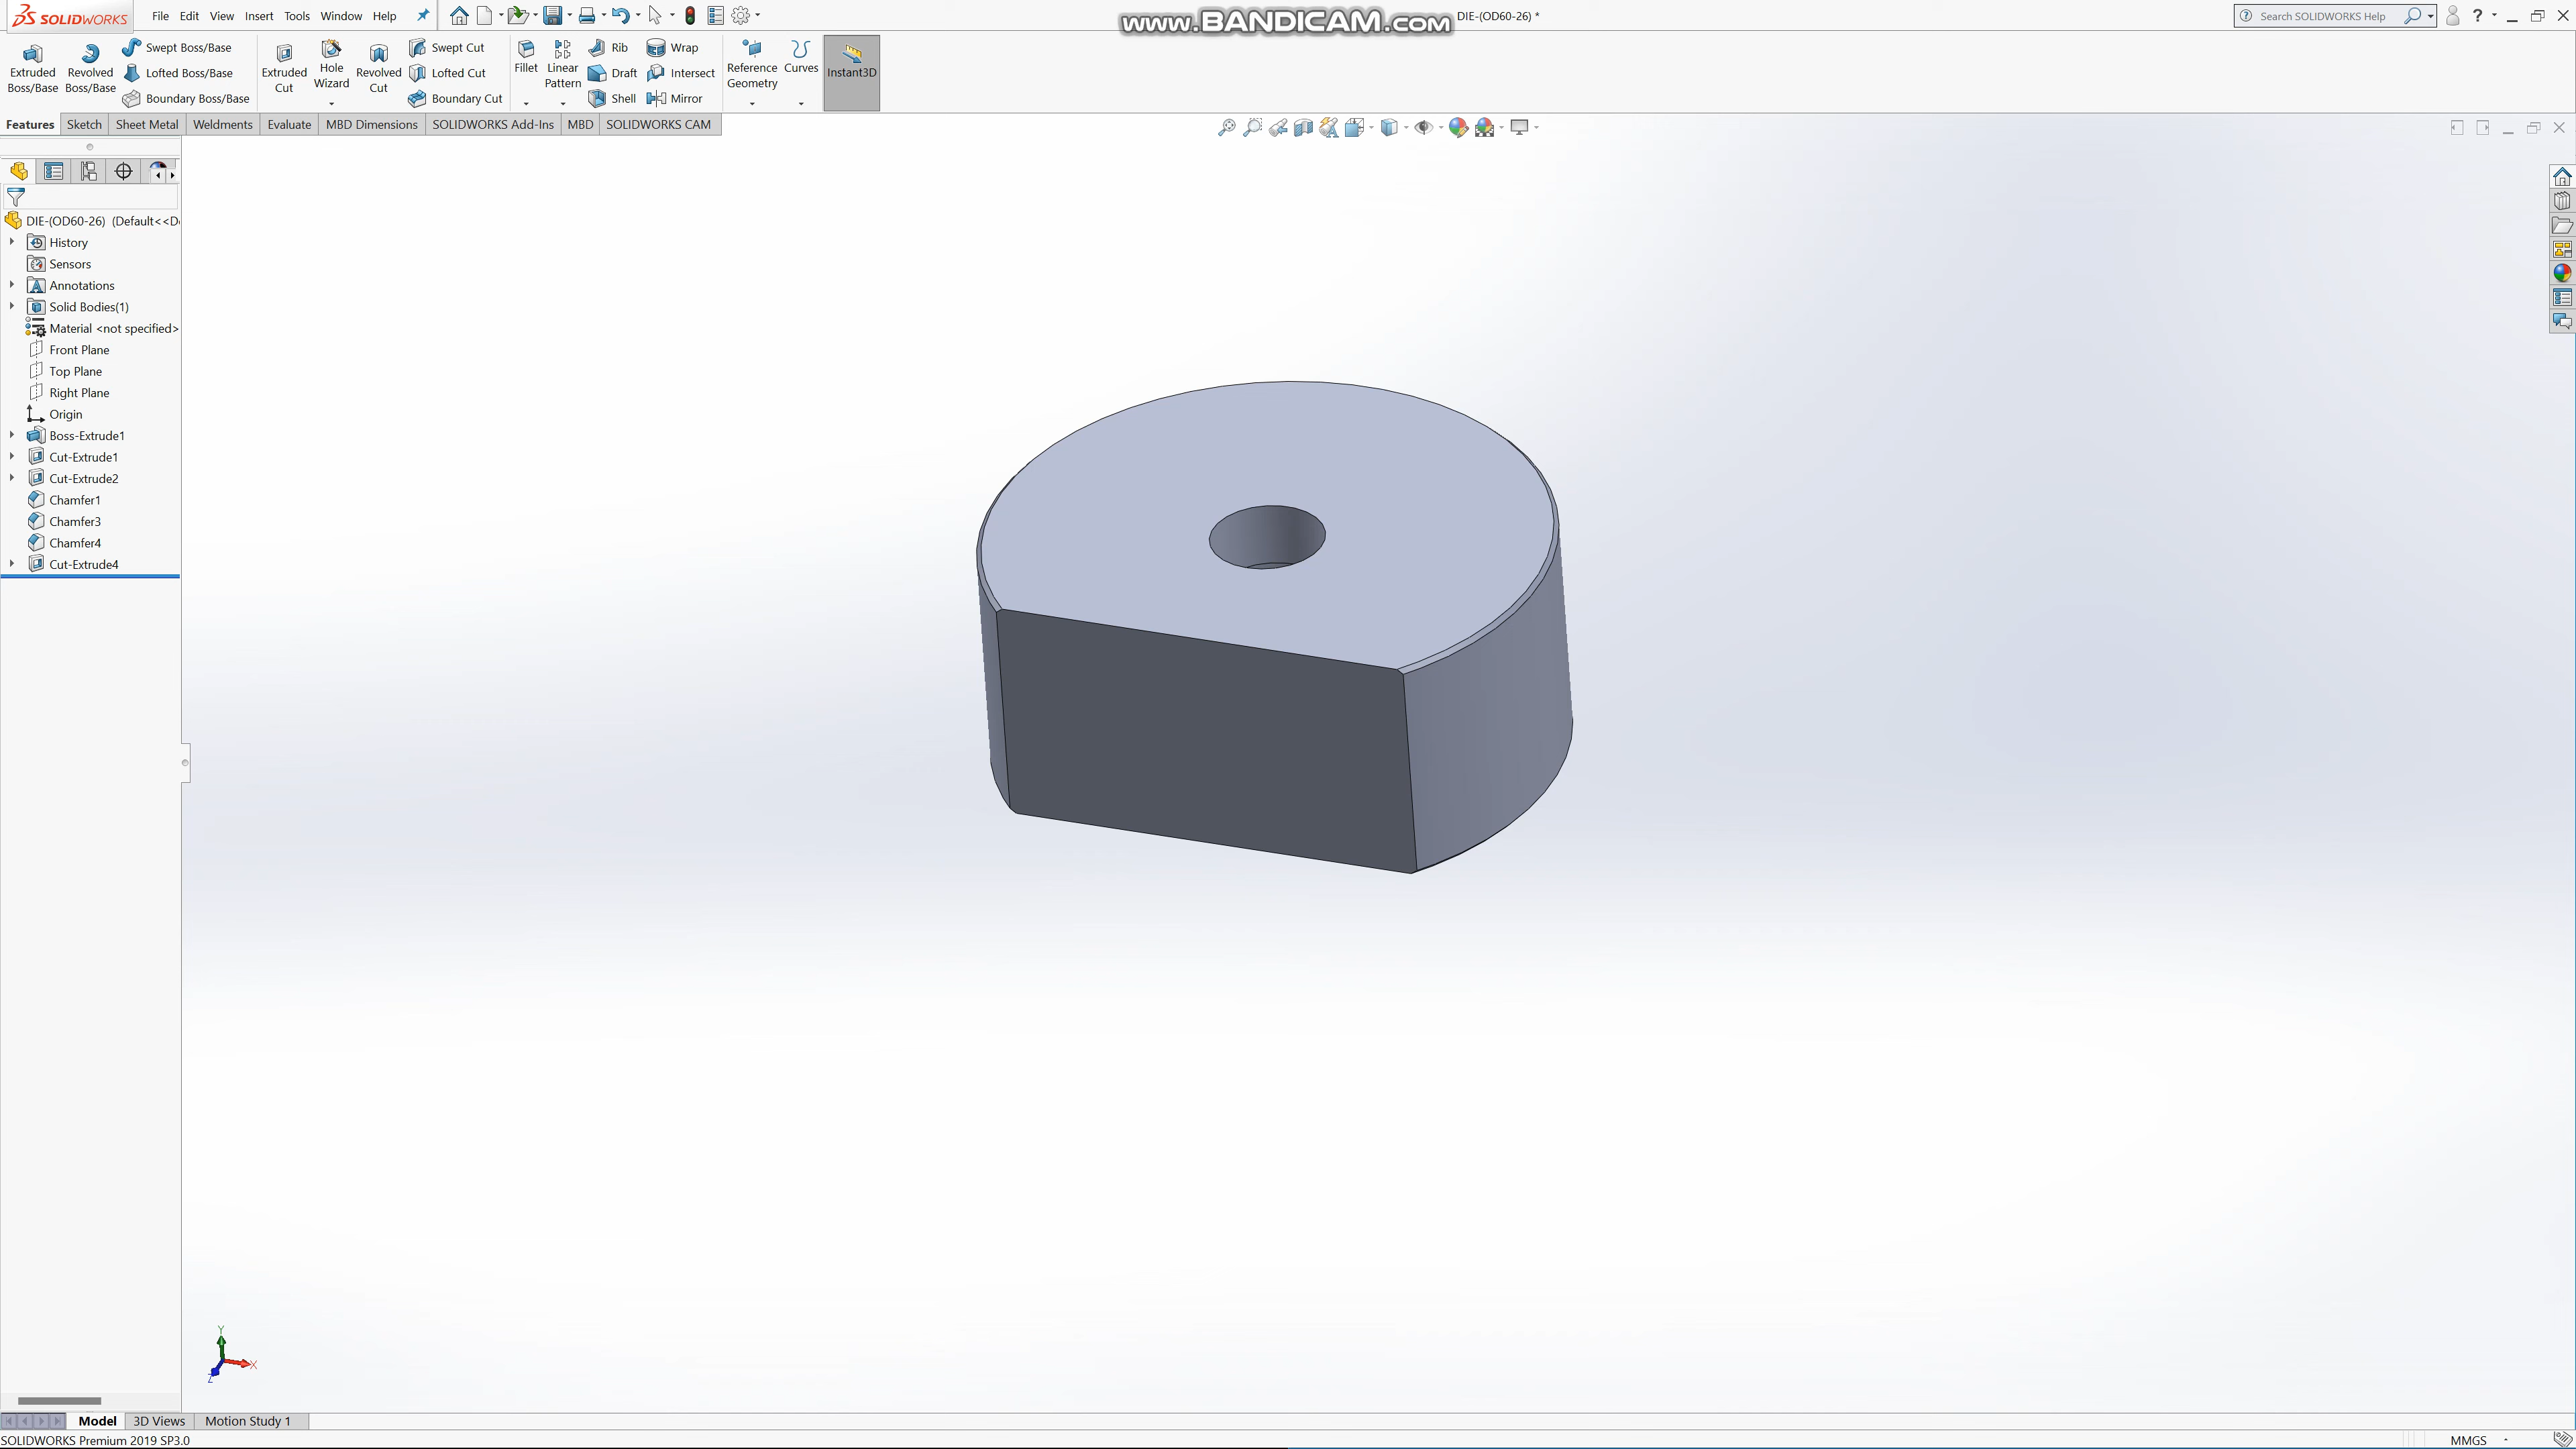 SOLIDWORKS
File Edit View Insert Tools Window Help
www.BANDICAM.com
DIE-(OD60-26) *
Search SOLIDWORKS Help
Extruded Boss/Base
Revolved Boss/Base
Swept Boss/Base
Lofted Boss/Base
Boundary Boss/Base
Extruded Cut
Hole Wizard
Revolved Cut
Swept Cut
Lofted Cut
Boundary Cut
Fillet
Linear Pattern
Rib
Draft
Shell
Wrap
Intersect
Mirror
Reference Geometry
Curves
Instant3D
Features Sketch Sheet Metal Weldments Evaluate MBD Dimensions SOLIDWORKS Add-Ins MBD SOLIDWORKS CAM
DIE-(OD60-26) (Default<<D
History
Sensors
Annotations
Solid Bodies(1)
Material <not specified>
Front Plane
Top Plane
Right Plane
Origin
Boss-Extrude1
Cut-Extrude1
Cut-Extrude2
Chamfer1
Chamfer3
Chamfer4
Cut-Extrude4
Y
X
Z
Model 3D Views Motion Study 1
SOLIDWORKS Premium 2019 SP3.0
MMGS